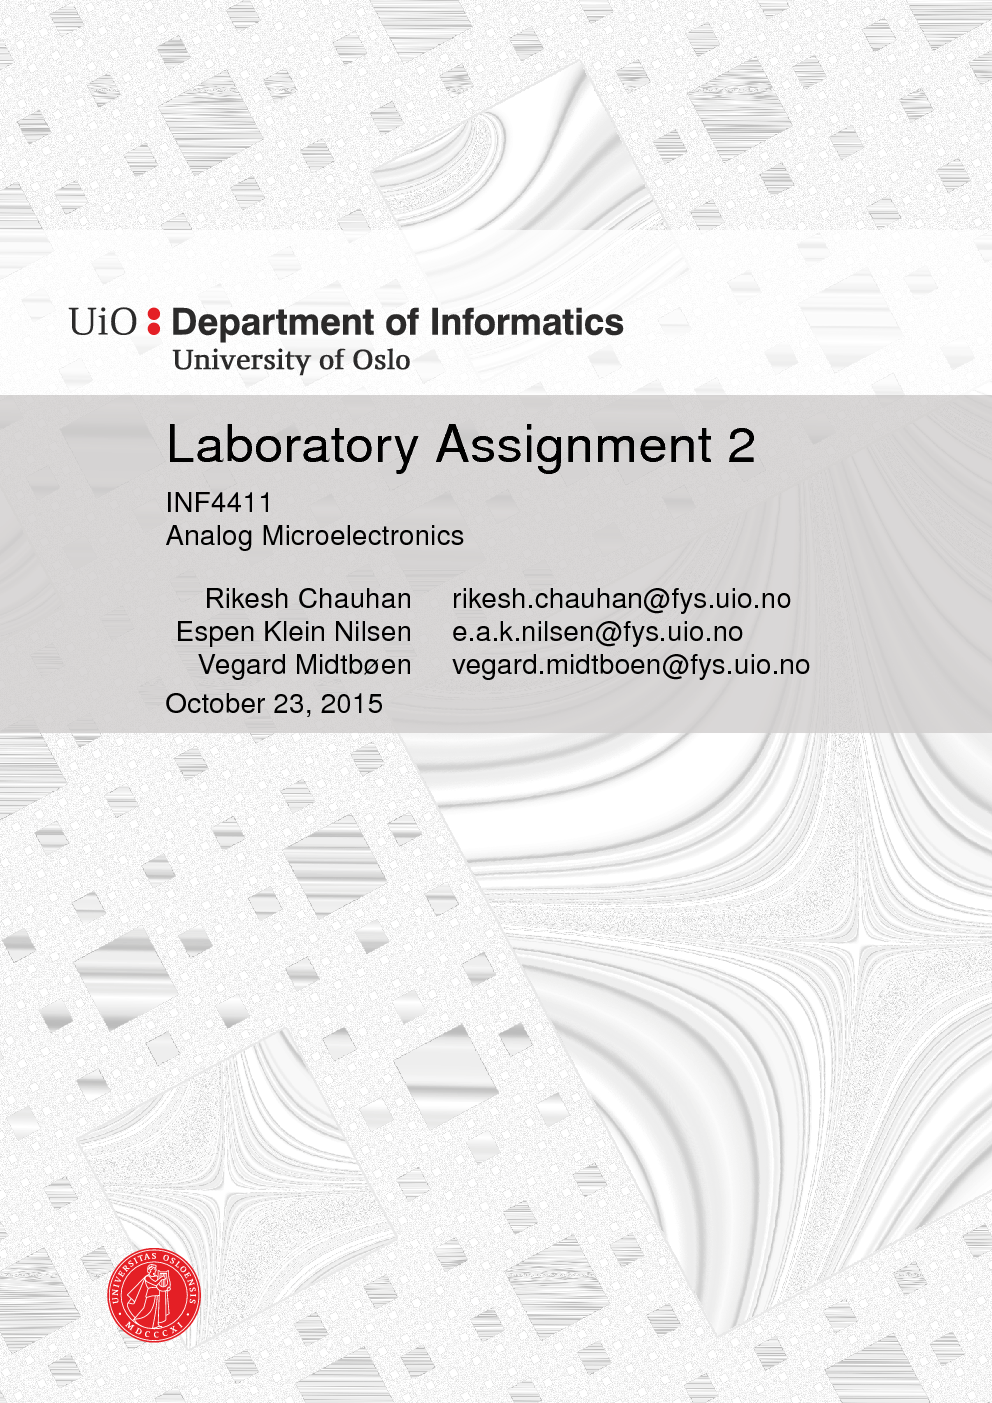 UiO : Department of Informatics
University of Oslo
Laboratory Assignment 2
INF4411
Analog Microelectronics
Rikesh Chauhan rikesh.chauhan@fys.uio.no
Espen Klein Nilsen e.a.k.nilsen@fys.uio.no
Vegard Midtbøen vegard.midtboen@fys.uio.no
October 23, 2015
UNIVERSITAS OSLOENSIS
MDCCCXI